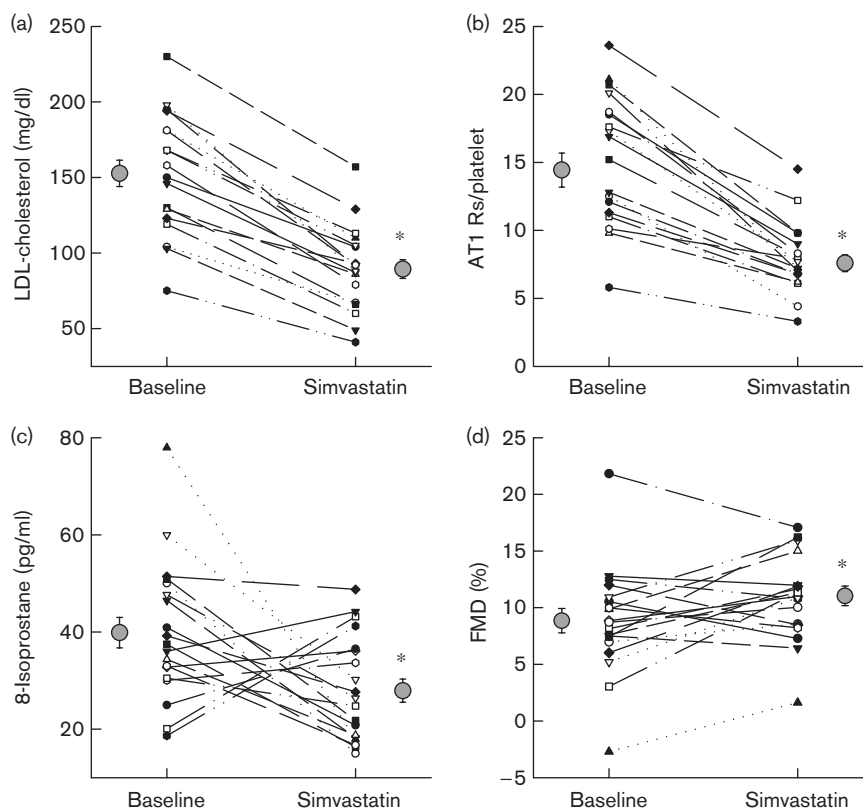 (a)
250
200
150
100
50
LDL-cholesterol (mg/dl)
*
Baseline
Simvastatin
(b)
25
20
15
10
5
0
AT1 Rs/platelet
*
Baseline
Simvastatin
(c)
80
60
40
20
8-Isoprostane (pg/ml)
*
Baseline
Simvastatin
(d)
25
20
15
10
5
0
−5
FMD (%)
*
Baseline
Simvastatin